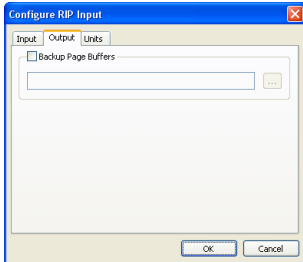 Configure RIP Input
Input Output Units
Backup Page Buffers
...
OK Cancel